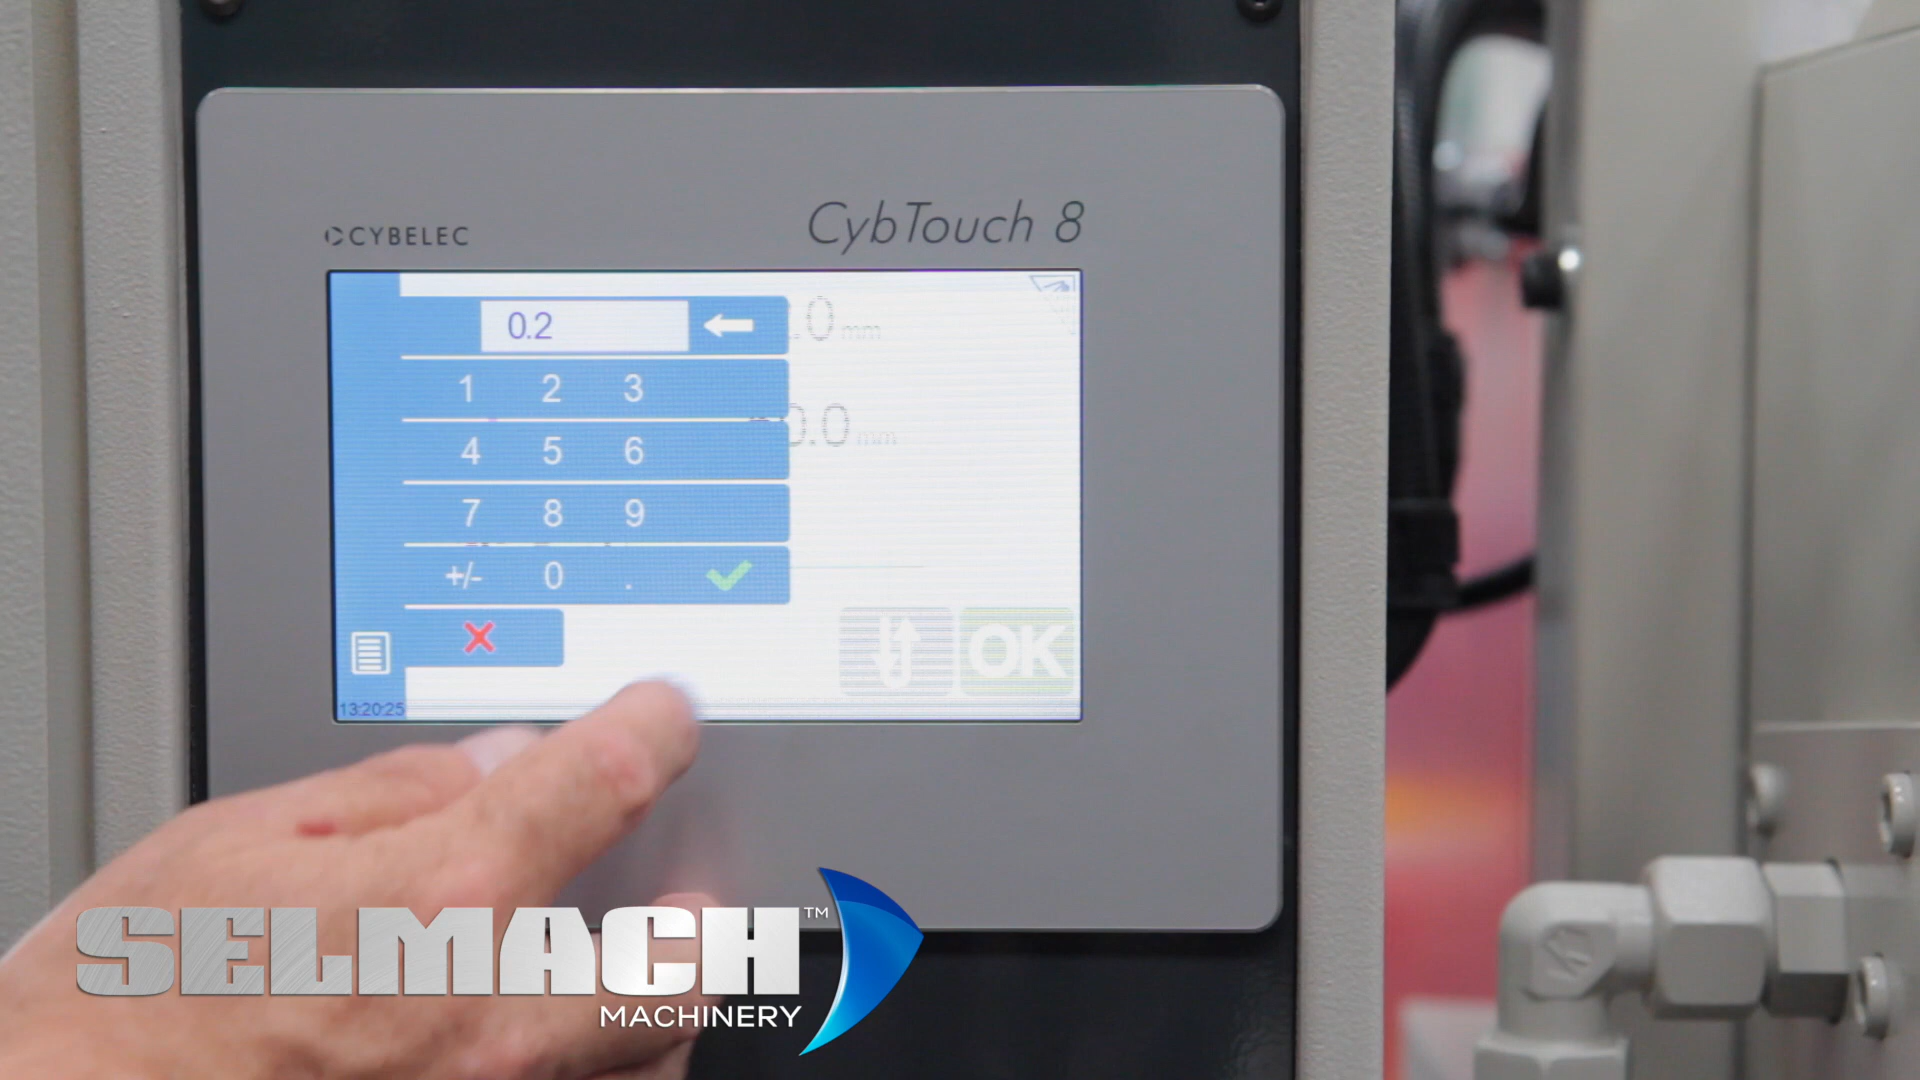 CYBELEC
CybTouch 8
0.2
.0 mm
1 2 3
4 5 6
0.0 mm
7 8 9
+/- 0 .
OK
13:20:25
SELMACH™
MACHINERY